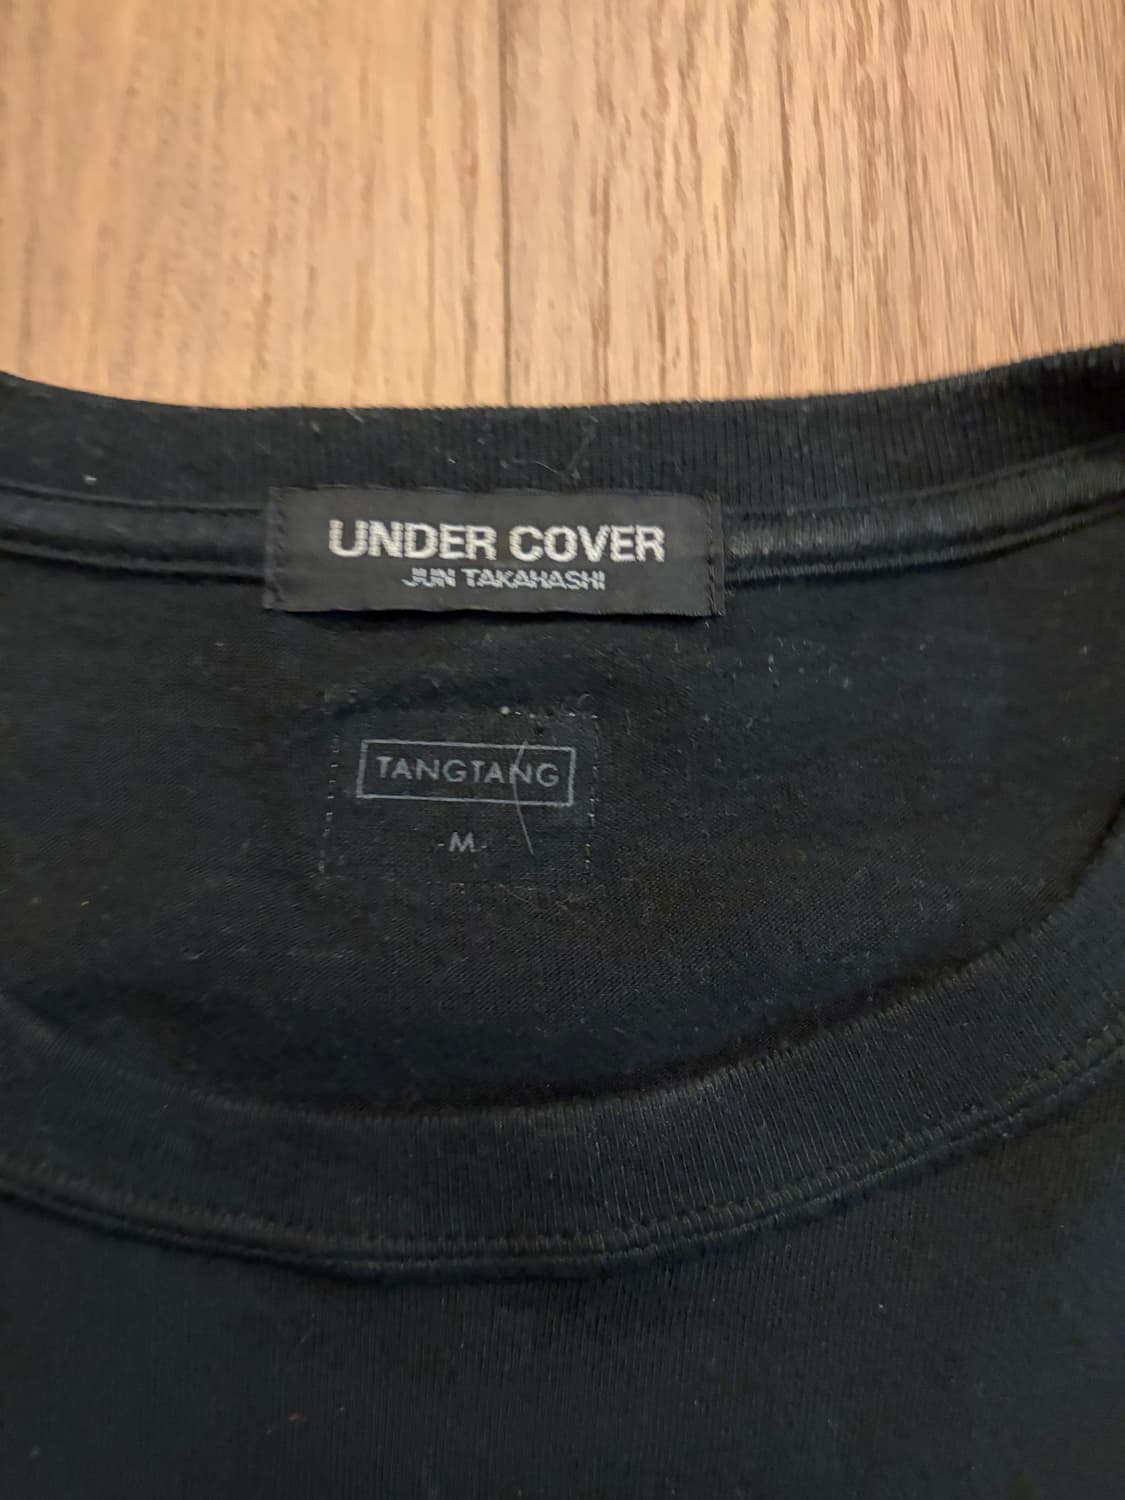 UNDER COVER
JUN TAKAHASHI
TANGTANG
-M-